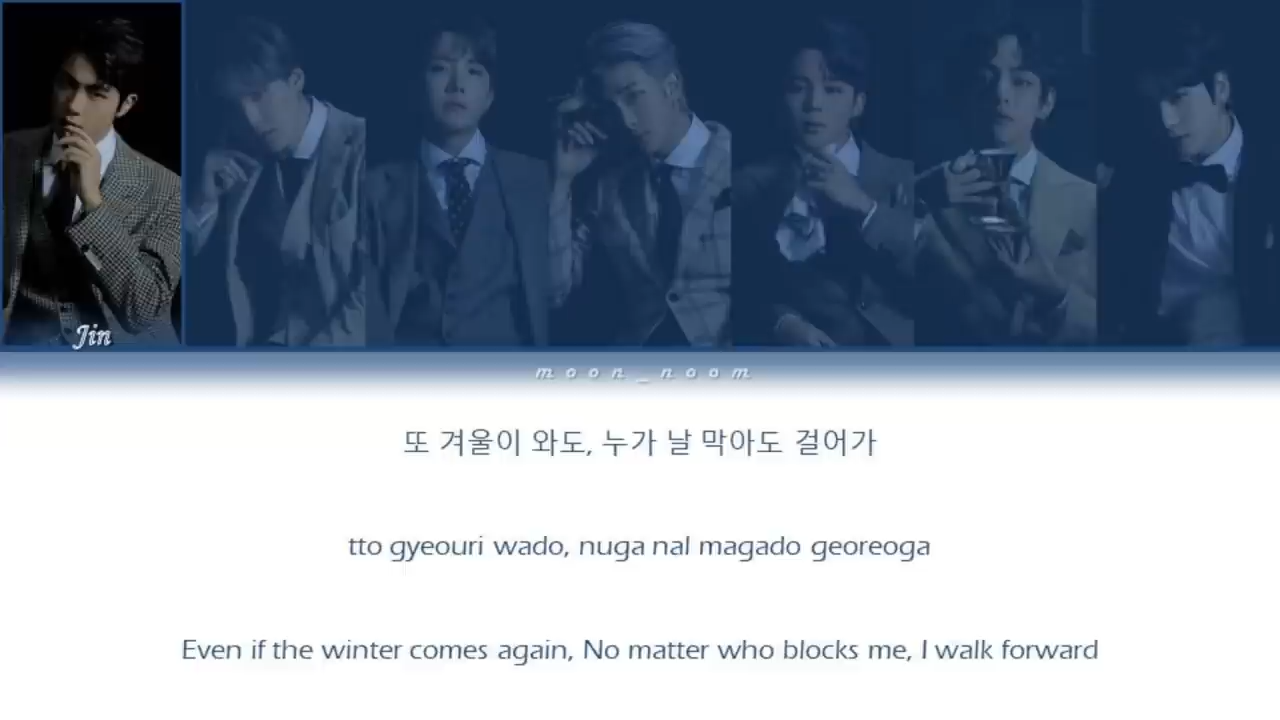 Jin
moon_noom
또 겨울이 와도, 누가 날 막아도 걸어가
tto gyeouri wado, nuga nal magado georeoga
Even if the winter comes again, No matter who blocks me, I walk forward